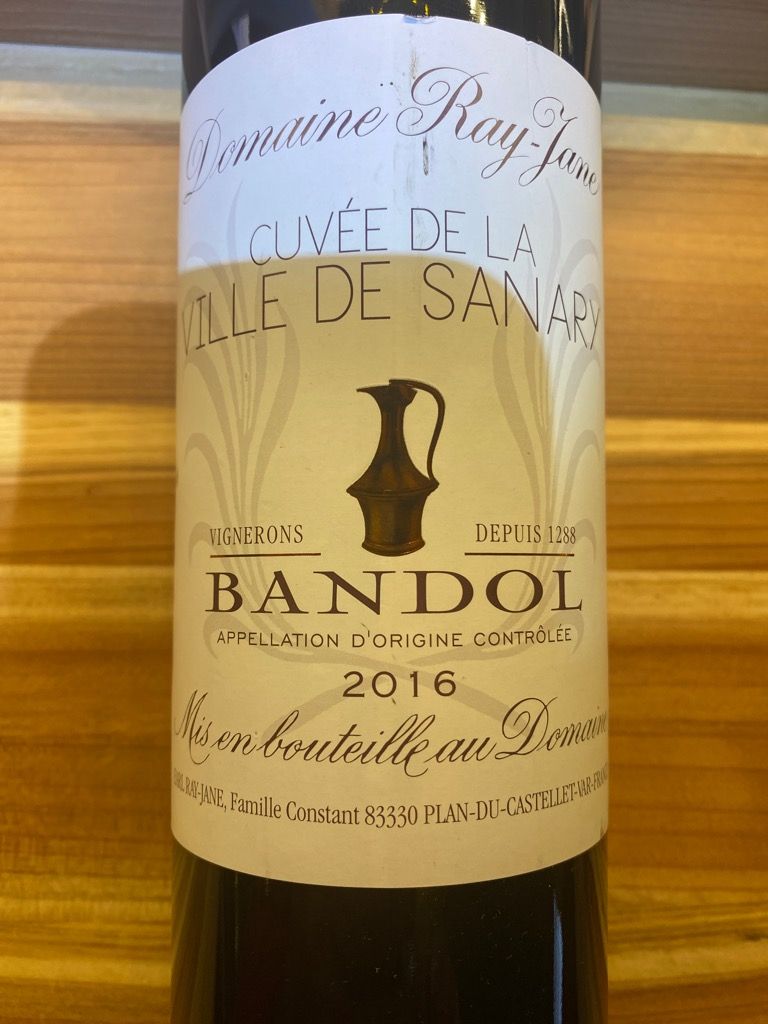 Domaine Ray-Jane
CUVÉE DE LA
VILLE DE SANARY
VIGNERONS DEPUIS 1288
BANDOL
APPELLATION D'ORIGINE CONTRÔLÉE
2016
Mis en bouteille au Domaine
RAY-JANE, Famille Constant 83330 PLAN-DU-CASTELLET-VAR-FRANCE